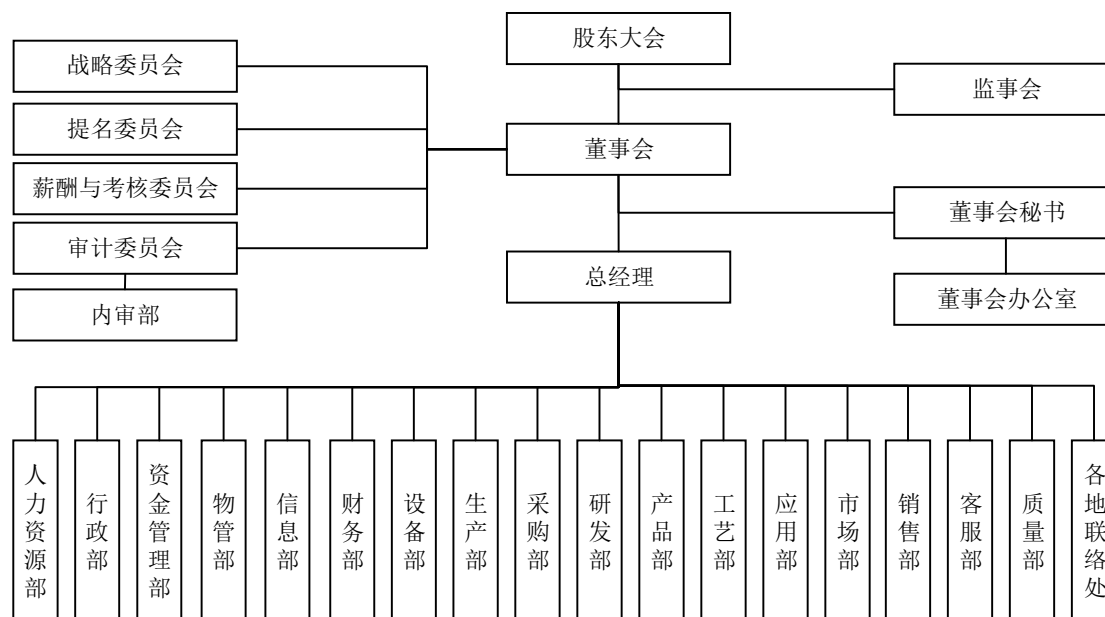 股东大会
战略委员会
监事会
提名委员会
董事会
薪酬与考核委员会
董事会秘书
审计委员会
总经理
董事会办公室
内审部
人力资源部
行政部
资金管理部
物管部
信息部
财务部
设备部
生产部
采购部
研发部
产品部
工艺部
应用部
市场部
销售部
客服部
质量部
各地联络处